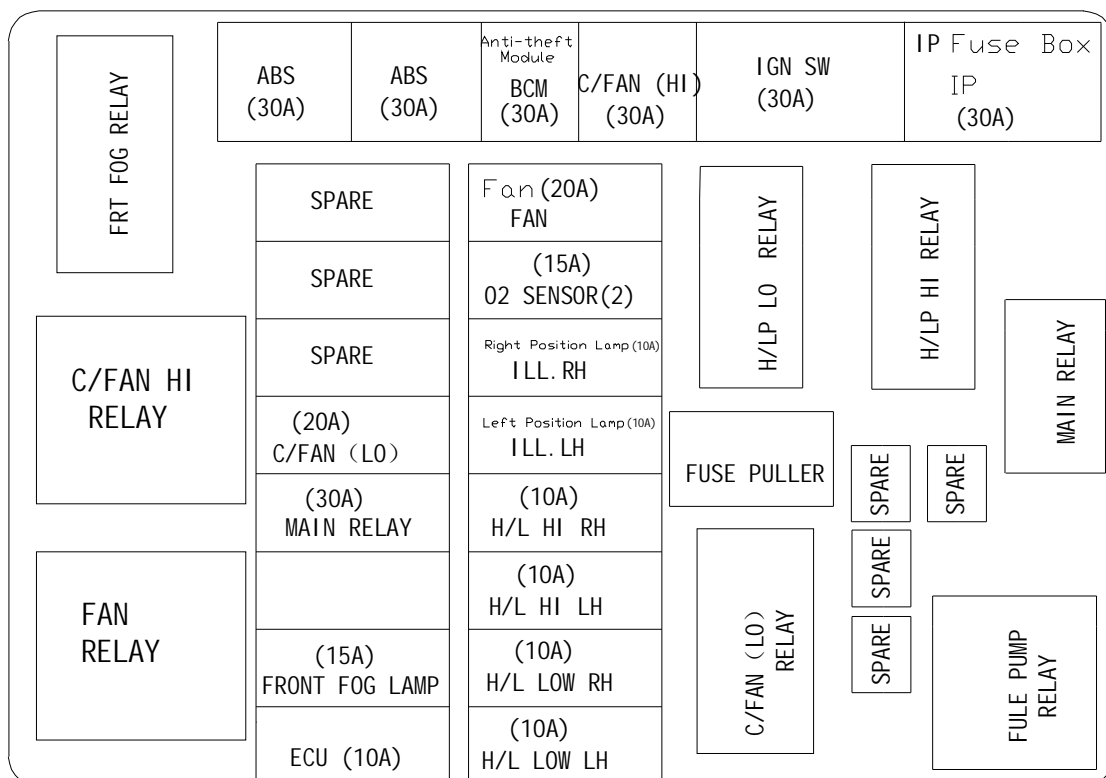 FRT FOG RELAY
ABS
(30A)
ABS
(30A)
Anti-theft
Module
BCM
(30A)
C/FAN (HI)
(30A)
IGN SW
(30A)
IP Fuse Box
IP
(30A)
SPARE
SPARE
SPARE
(20A)
C/FAN (LO)
(30A)
MAIN RELAY
(15A)
FRONT FOG LAMP
ECU (10A)
Fan (20A)
FAN
(15A)
O2 SENSOR(2)
Right Position Lamp(10A)
ILL.RH
Left Position Lamp(10A)
ILL.LH
(10A)
H/L HI RH
(10A)
H/L HI LH
(10A)
H/L LOW RH
(10A)
H/L LOW LH
C/FAN HI
RELAY
FAN
RELAY
H/LP LO RELAY
H/LP HI RELAY
MAIN RELAY
FUSE PULLER
SPARE
SPARE
SPARE
SPARE
C/FAN (LO)
RELAY
FULE PUMP
RELAY